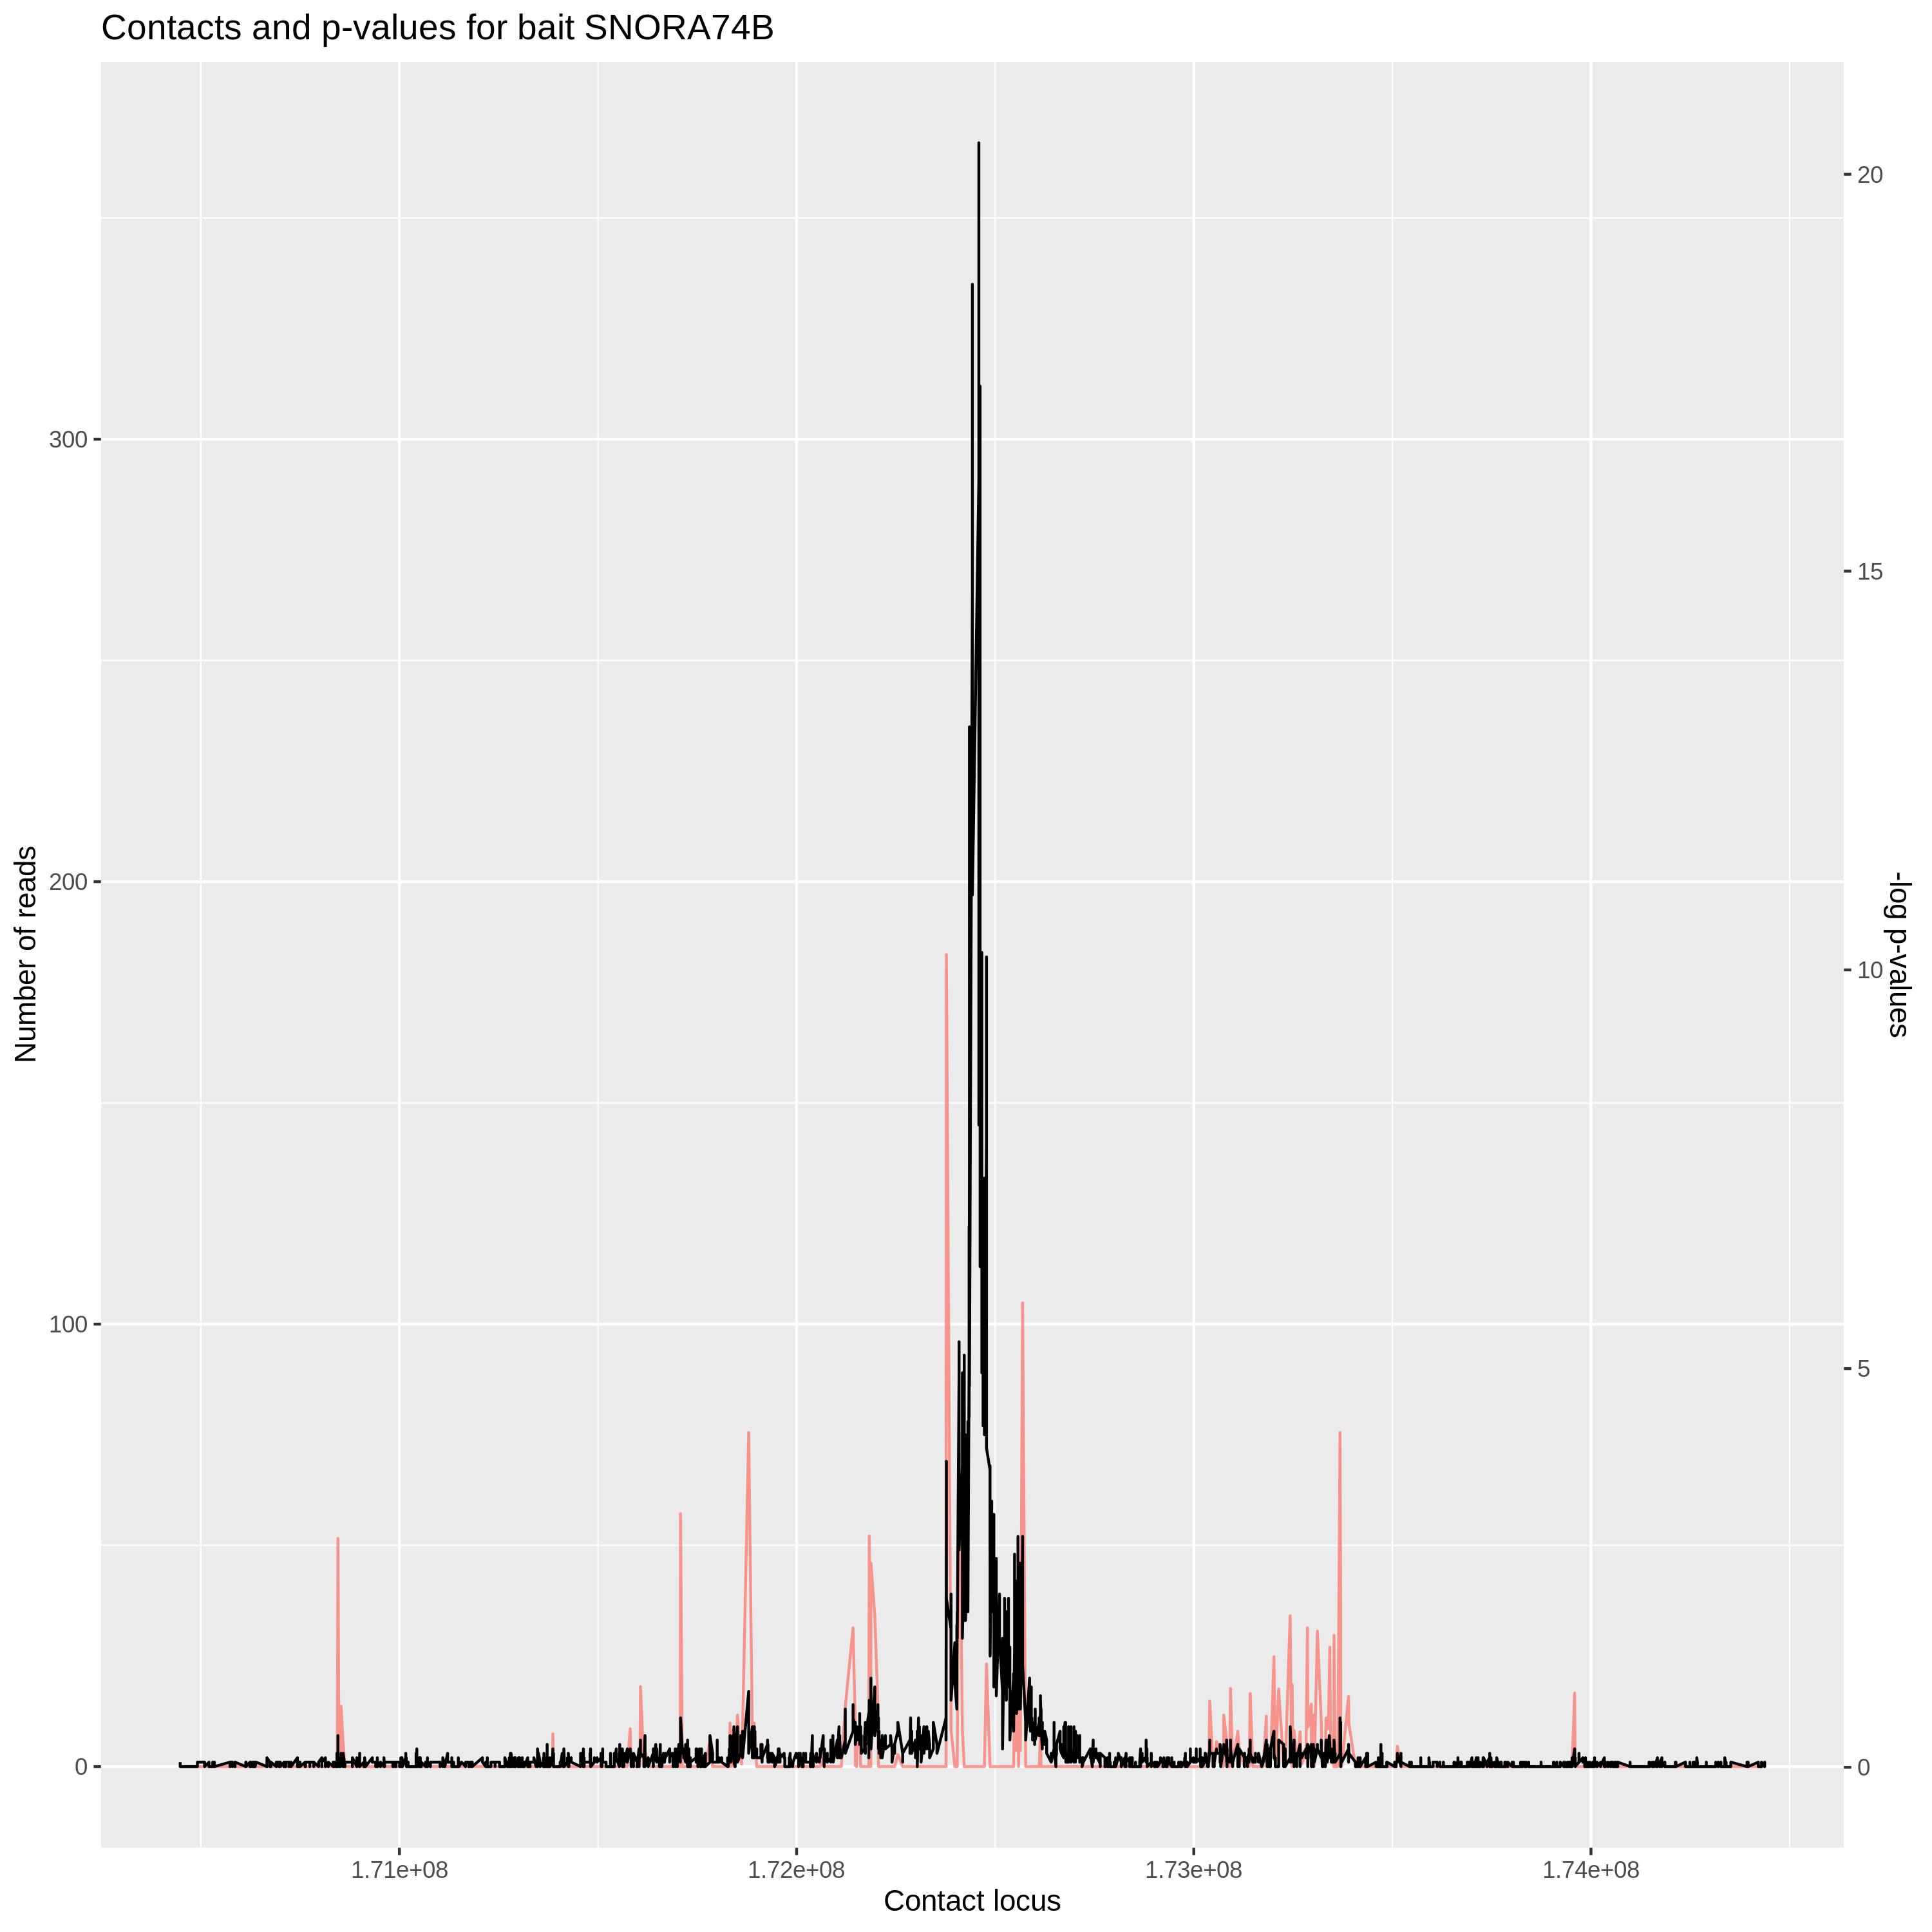 Contacts and p-values for bait SNORA74B
300
200
100
0
Number of reads
20
15
10
5
0
-log p-values
1.71e+08
1.72e+08
1.73e+08
1.74e+08
Contact locus